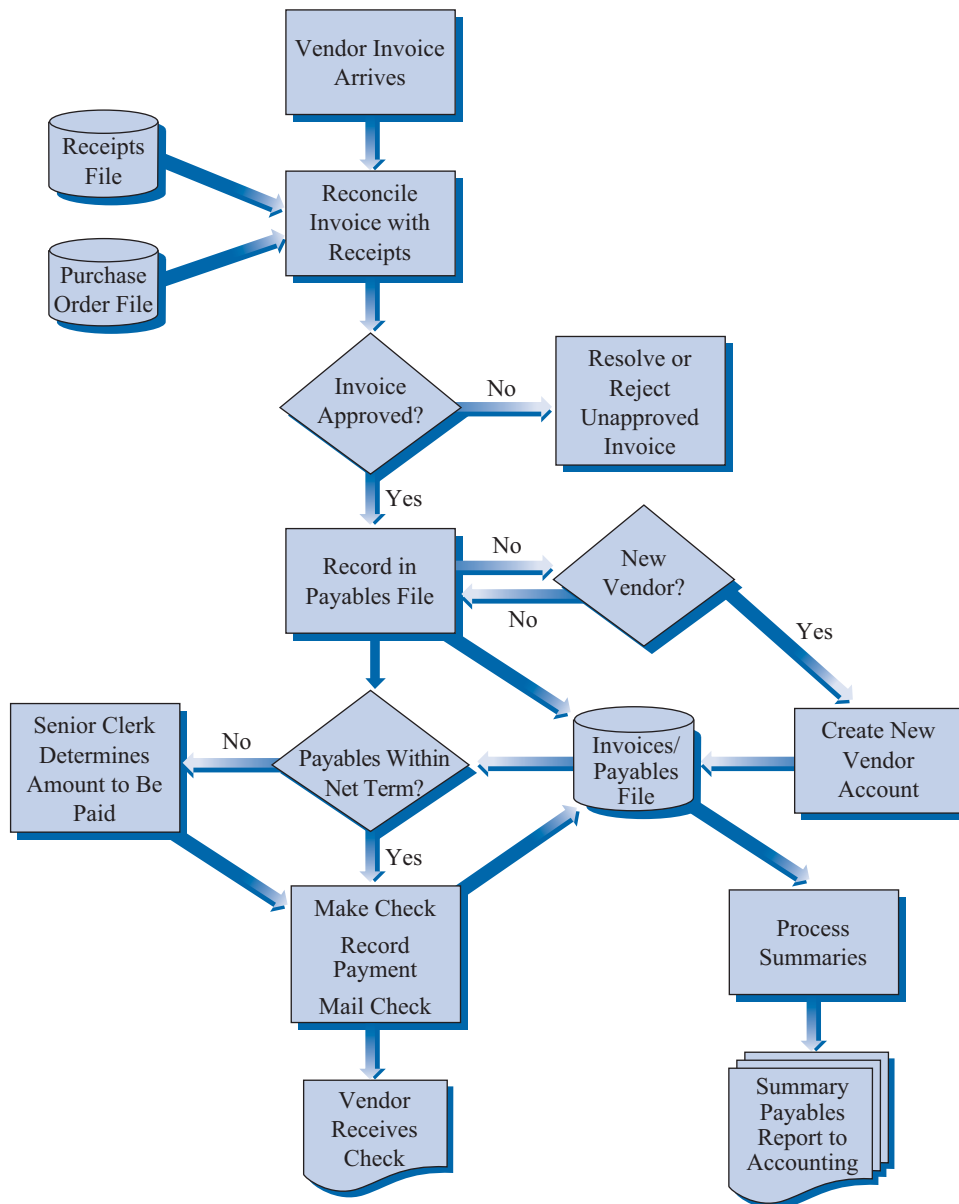 Vendor Invoice
Arrives
Receipts
File
Reconcile
Invoice with
Receipts
Purchase
Order File
Invoice
Approved?
No
Resolve or
Reject
Unapproved
Invoice
Yes
Record in
Payables File
No
No
New
Vendor?
Yes
Senior Clerk
Determines
Amount to Be
Paid
No
Payables Within
Net Term?
Invoices/
Payables
File
Create New
Vendor
Account
Yes
Make Check
Record
Payment
Mail Check
Process
Summaries
Vendor
Receives
Check
Summary
Payables
Report to
Accounting